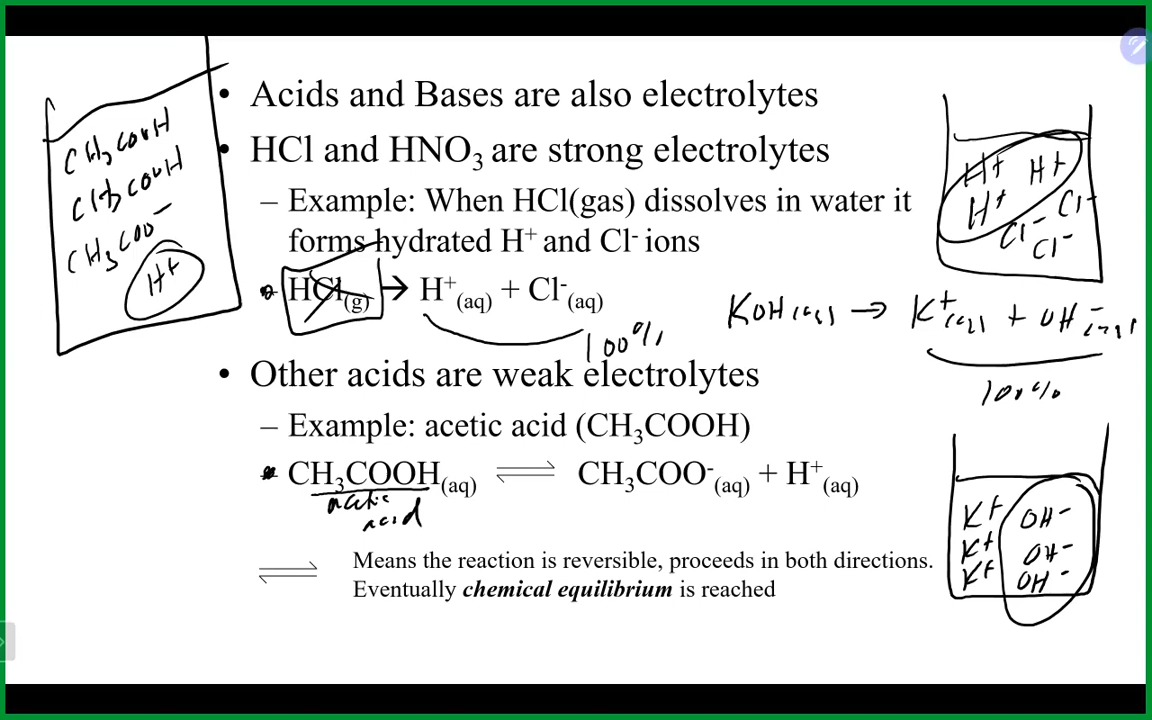 • Acids and Bases are also electrolytes
• HCl and HNO₃ are strong electrolytes
– Example: When HCl(gas) dissolves in water it
forms hydrated H⁺ and Cl⁻ ions
HCl(g) → H⁺(aq) + Cl⁻(aq)
100%
• Other acids are weak electrolytes
– Example: acetic acid (CH₃COOH)
CH₃COOH(aq) ⇌ CH₃COO⁻(aq) + H⁺(aq)
acetic
acid
⇌ Means the reaction is reversible, proceeds in both directions.
Eventually chemical equilibrium is reached
CH₃COOH
CH₃COOH
CH₃COO⁻
H⁺
H⁺ H⁺
H⁺ Cl⁻
Cl⁻
Cl⁻
KOH(aq) → K⁺(aq) + OH⁻(aq)
100%
K⁺ OH⁻
K⁺ OH⁻
K⁺ OH⁻